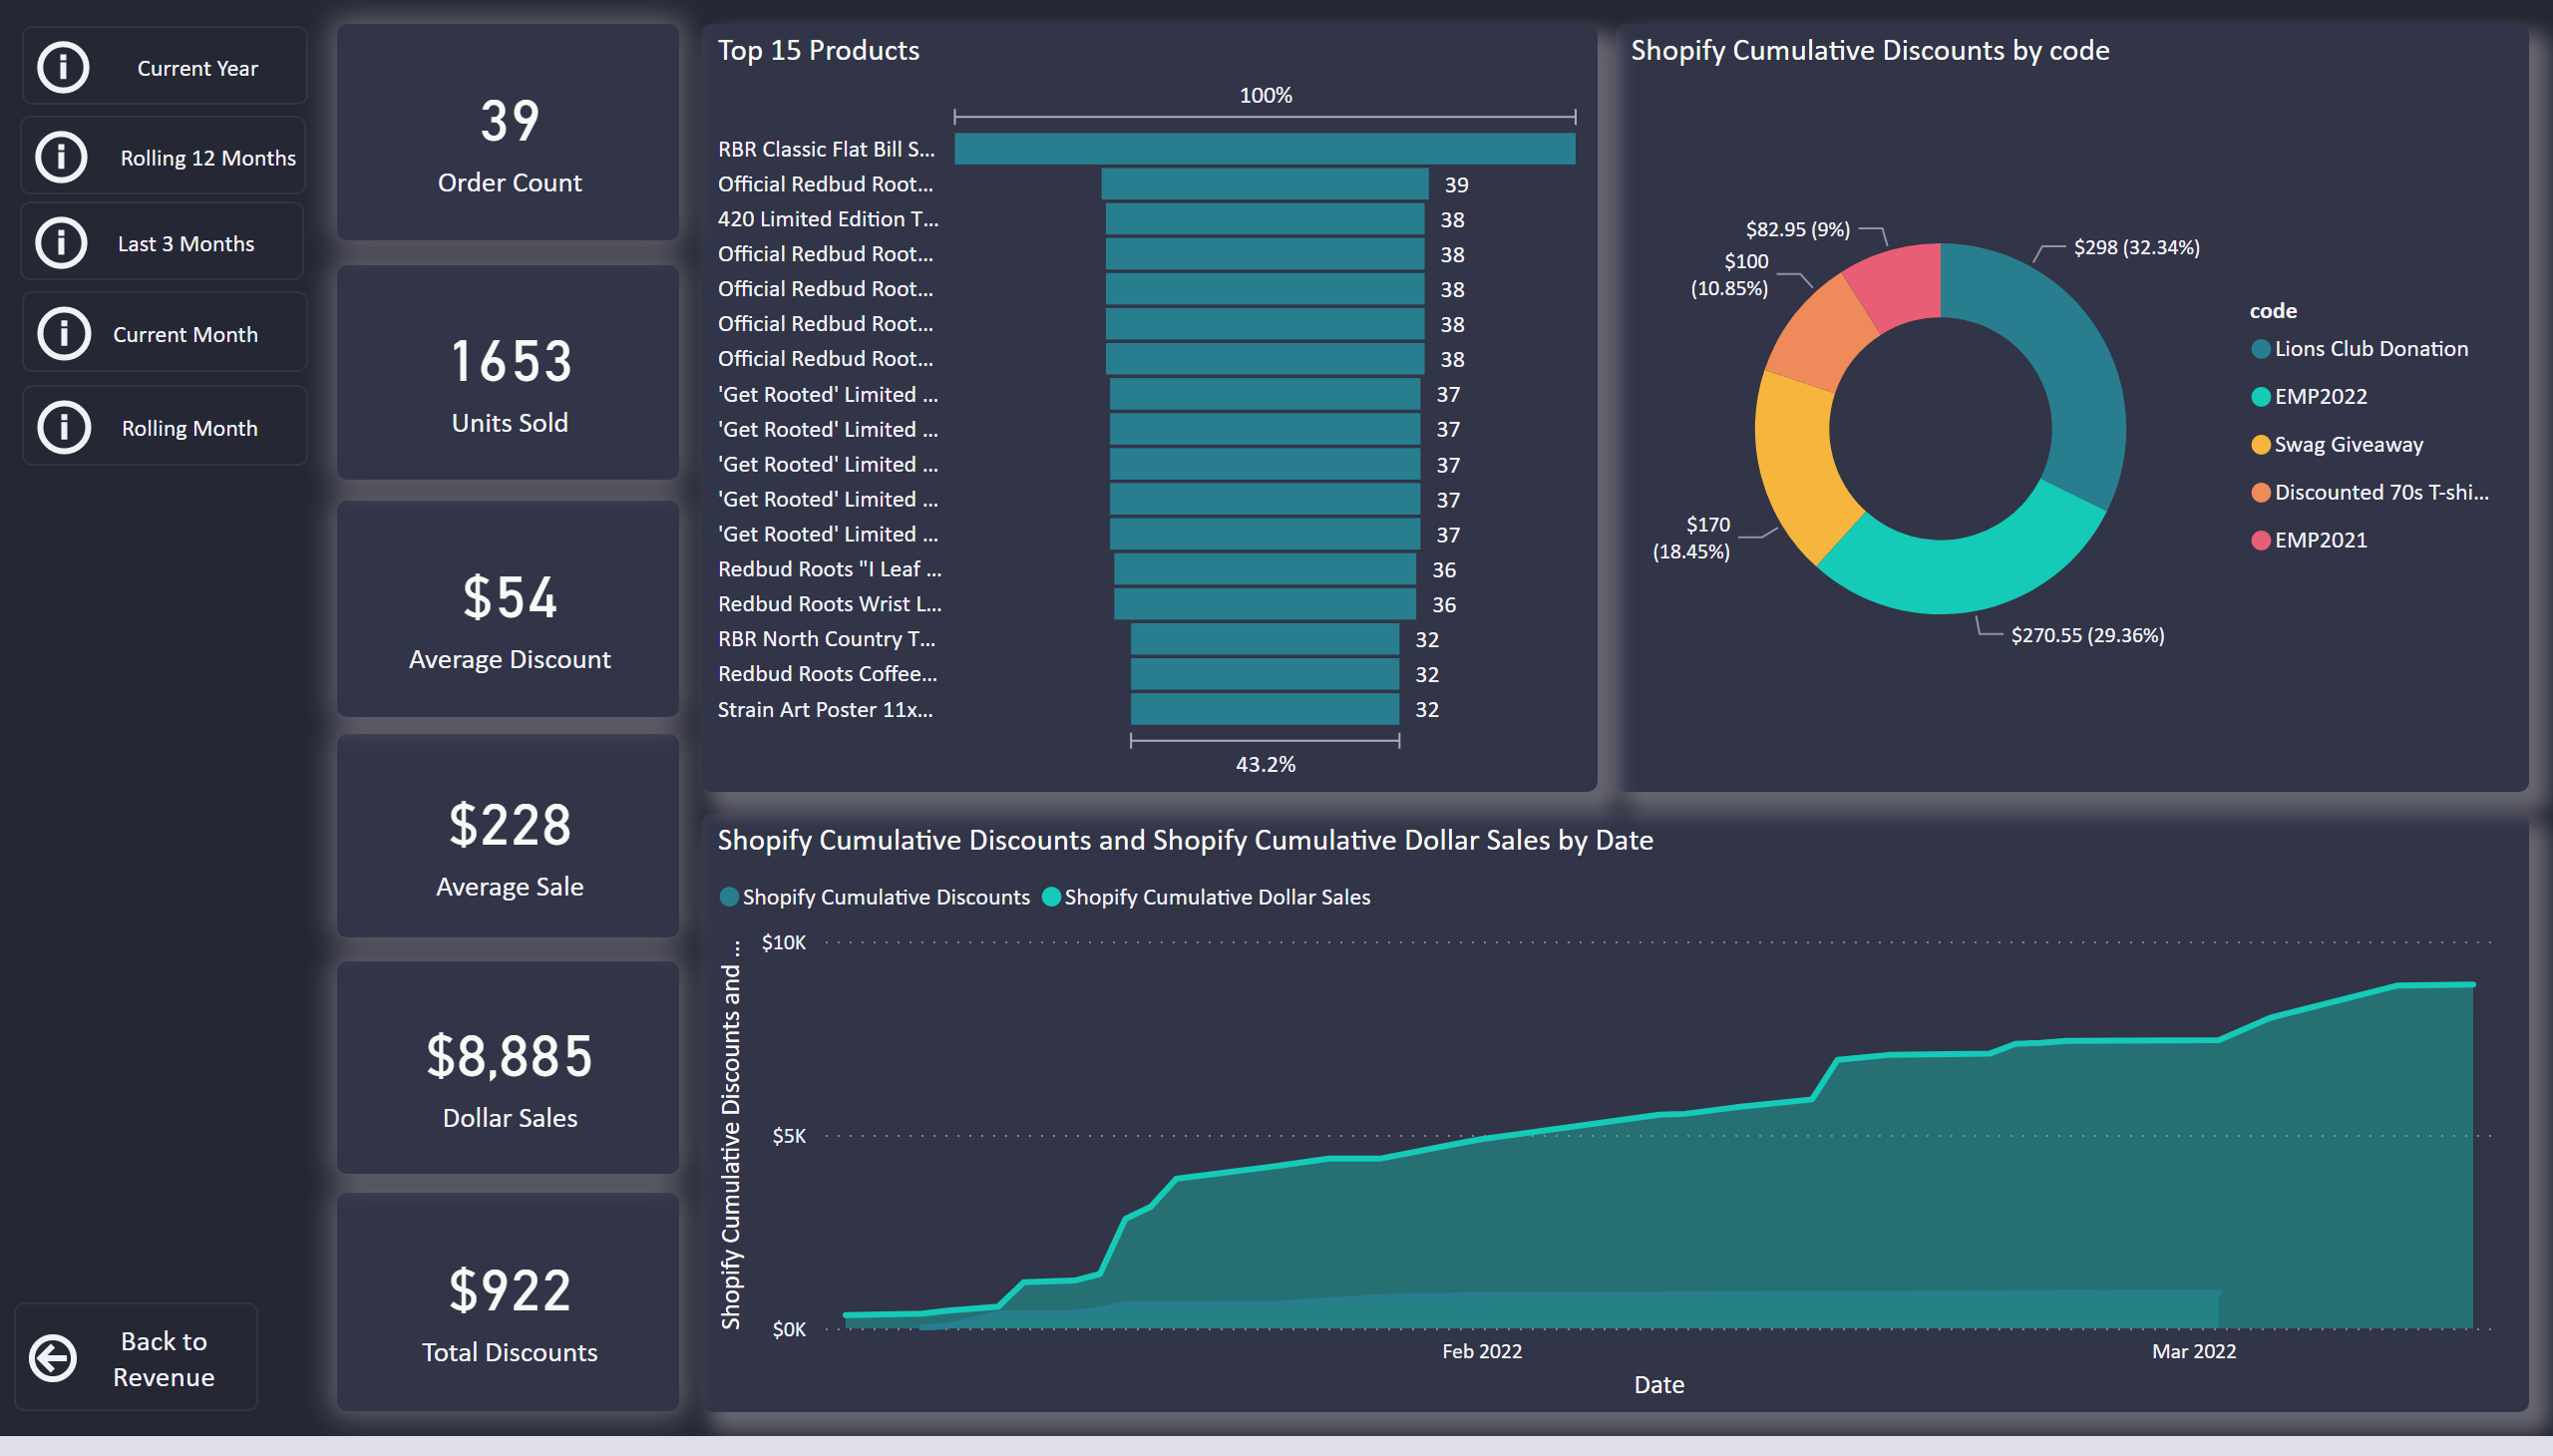 Current Year
Rolling 12 Months
Last 3 Months
Current Month
Rolling Month
Back to
Revenue
39
Order Count
1653
Units Sold
$54
Average Discount
$228
Average Sale
$8,885
Dollar Sales
$922
Total Discounts
Top 15 Products
100%
RBR Classic Flat Bill S...
Official Redbud Root... 39
420 Limited Edition T... 38
Official Redbud Root... 38
Official Redbud Root... 38
Official Redbud Root... 38
Official Redbud Root... 38
'Get Rooted' Limited ... 37
'Get Rooted' Limited ... 37
'Get Rooted' Limited ... 37
'Get Rooted' Limited ... 37
'Get Rooted' Limited ... 37
Redbud Roots "I Leaf ... 36
Redbud Roots Wrist L... 36
RBR North Country T... 32
Redbud Roots Coffee... 32
Strain Art Poster 11x... 32
43.2%
Shopify Cumulative Discounts by code
$82.95 (9%)
$298 (32.34%)
$100
(10.85%)
$170
(18.45%)
$270.55 (29.36%)
code
Lions Club Donation
EMP2022
Swag Giveaway
Discounted 70s T-shi...
EMP2021
Shopify Cumulative Discounts and Shopify Cumulative Dollar Sales by Date
Shopify Cumulative Discounts Shopify Cumulative Dollar Sales
Shopify Cumulative Discounts and ...
$10K
$5K
$0K
Feb 2022 Mar 2022
Date